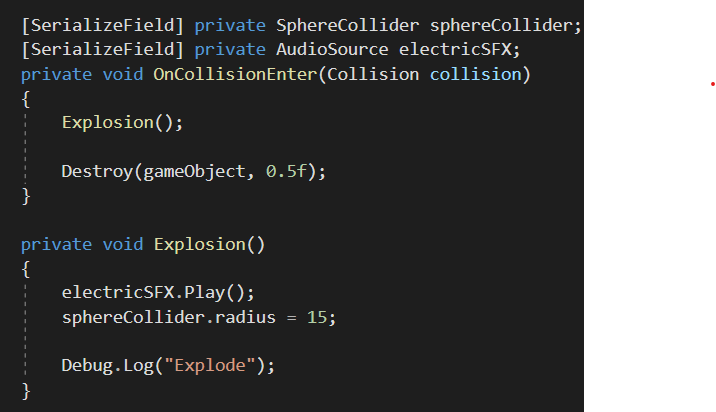 [SerializeField] private SphereCollider sphereCollider;
[SerializeField] private AudioSource electricSFX;
private void OnCollisionEnter(Collision collision)
{
    Explosion();

    Destroy(gameObject, 0.5f);
}

private void Explosion()
{
    electricSFX.Play();
    sphereCollider.radius = 15;

    Debug.Log("Explode");
}